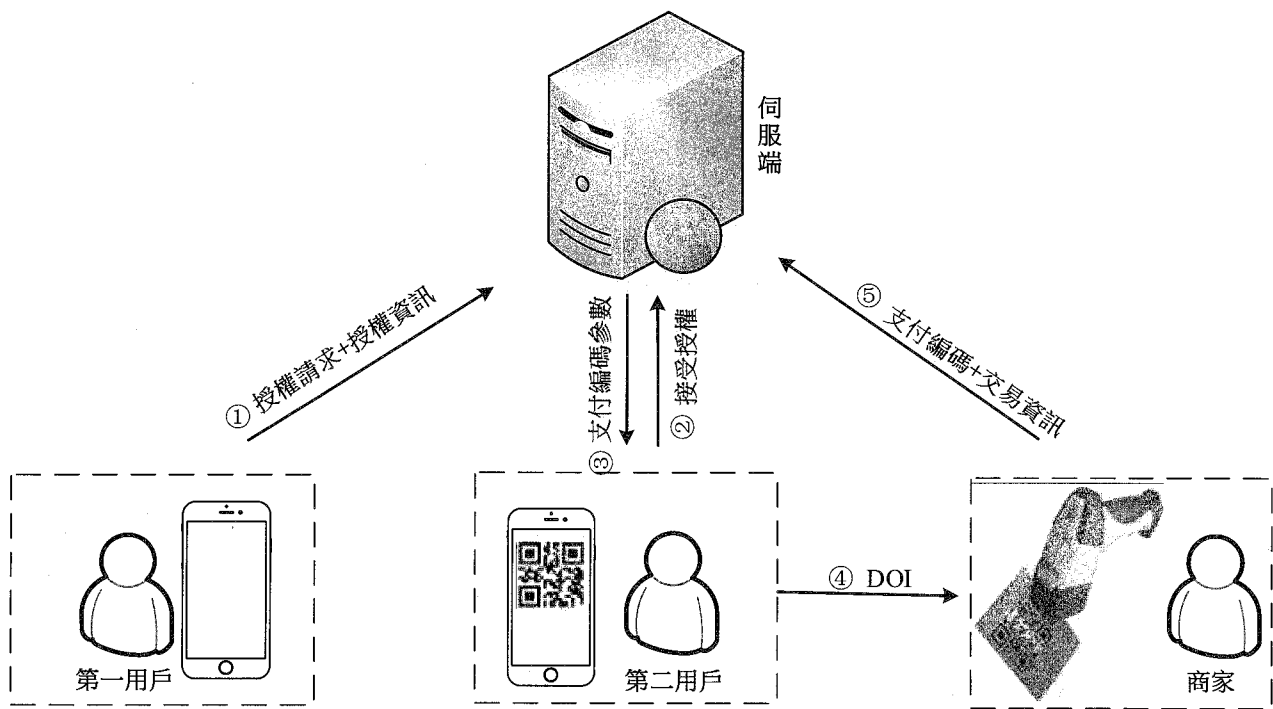 伺服端
① 授權請求+授權資訊
③ 支付編碼參數
② 接受授權
⑤ 支付編碼+交易資訊
④ DOI
第一用戶
第二用戶
商家